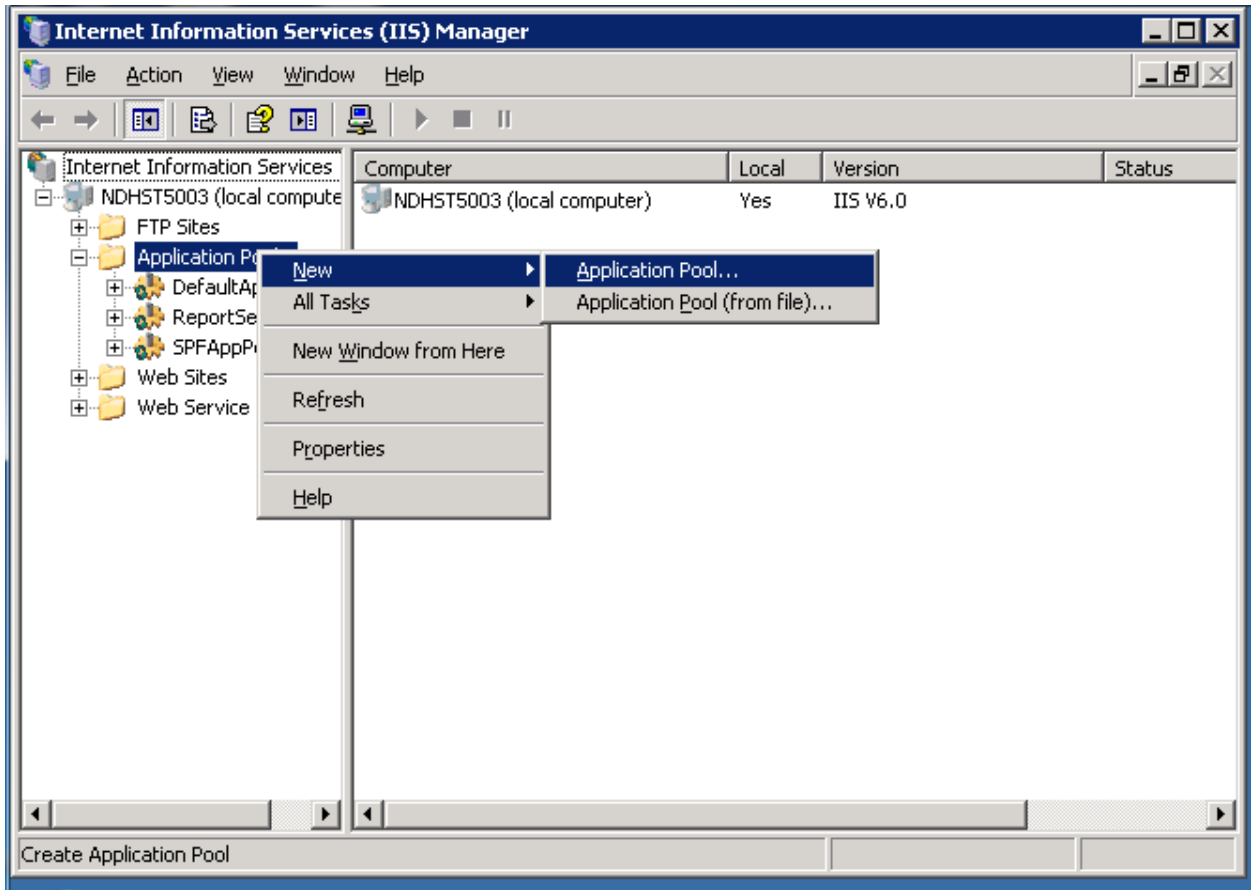 Internet Information Services (IIS) Manager
File Action View Window Help
Internet Information Services
Computer Local Version Status
NDHST5003 (local compute
NDHST5003 (local computer) Yes IIS V6.0
FTP Sites
Application Po
New
Application Pool...
DefaultAp
All Tasks
Application Pool (from file)...
ReportSe
SPFAppP
New Window from Here
Web Sites
Web Service
Refresh
Properties
Help
Create Application Pool